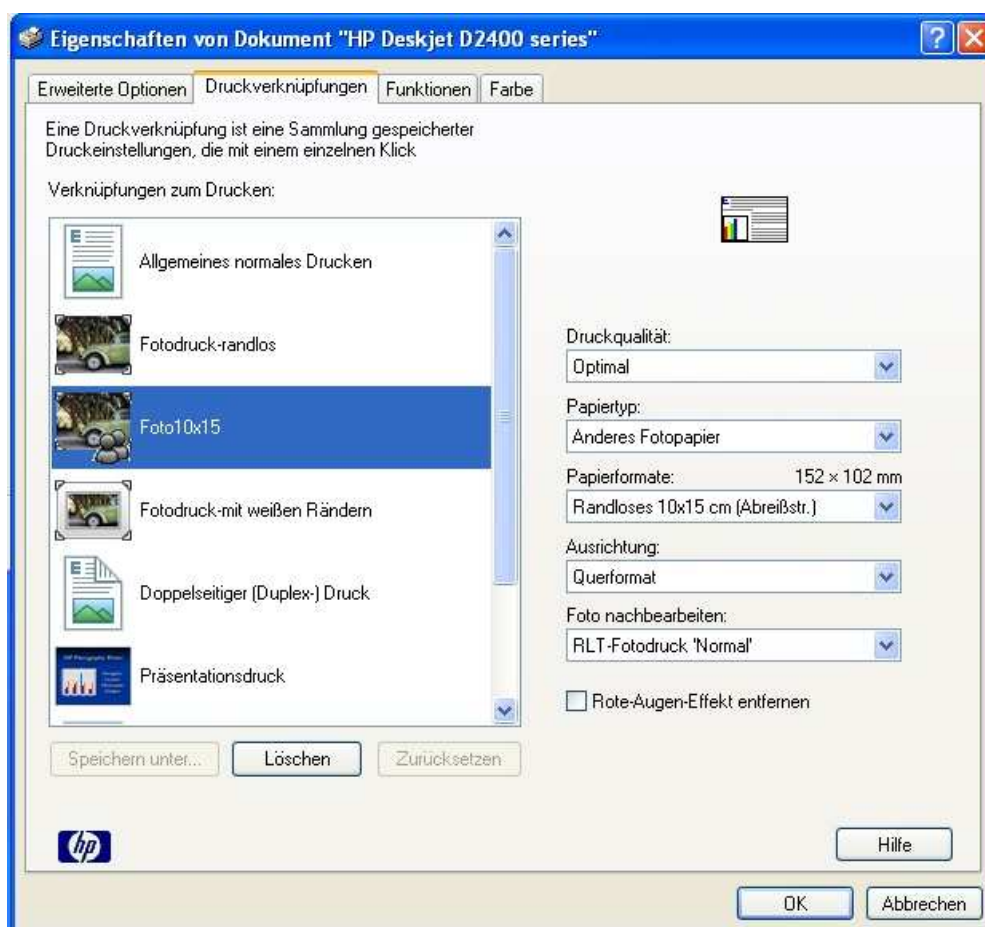 Eigenschaften von Dokument "HP Deskjet D2400 series"
Erweiterte Optionen Druckverknüpfungen Funktionen Farbe
Eine Druckverknüpfung ist eine Sammlung gespeicherter
Druckeinstellungen, die mit einem einzelnen Klick
Verknüpfungen zum Drucken:
Allgemeines normales Drucken
Fotodruck-randlos
Foto10x15
Fotodruck-mit weißen Rändern
Doppelseitiger (Duplex-) Druck
Präsentationsdruck
Speichern unter... Löschen Zurücksetzen
Druckqualität:
Optimal
Papiertyp:
Anderes Fotopapier
Papierformate: 152 × 102 mm
Randloses 10x15 cm (Abreißstr.)
Ausrichtung:
Querformat
Foto nachbearbeiten:
RLT-Fotodruck 'Normal'
Rote-Augen-Effekt entfernen
hp
Hilfe
OK Abbrechen